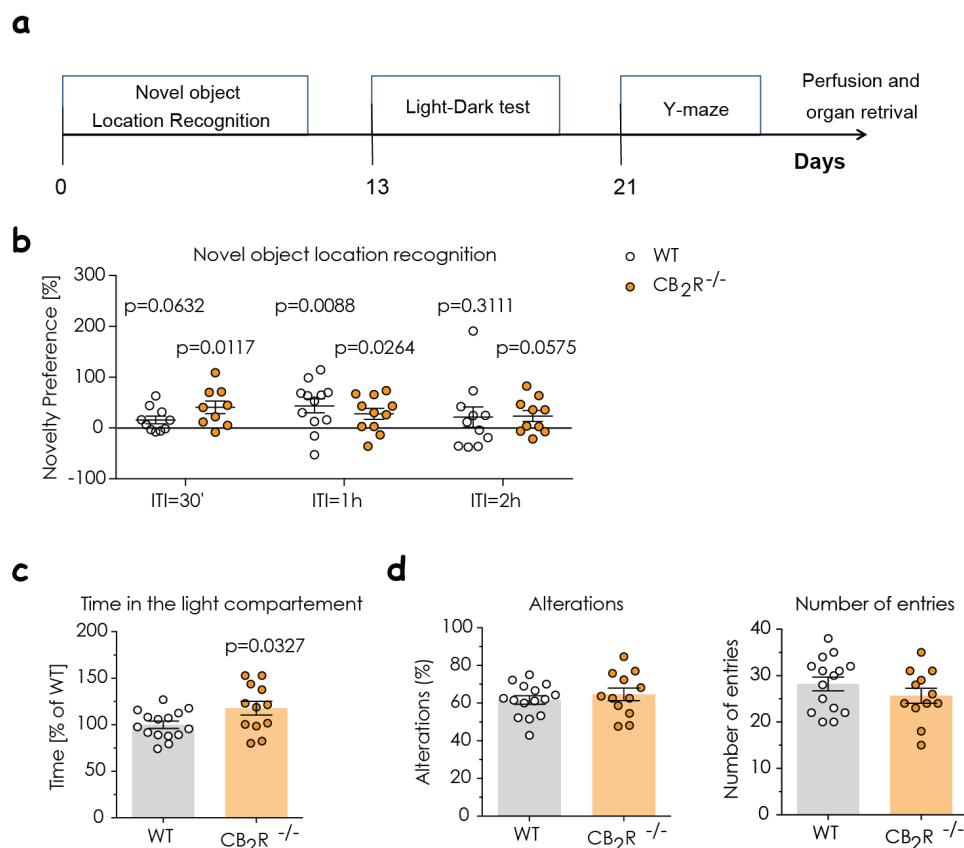 a
Novel object
Location Recognition
Light-Dark test
Y-maze
Perfusion and
organ retrival
Days
0
13
21
b
Novel object location recognition
WT
CB2R-/-
Novelty Preference [%]
300
200
100
0
-100
p=0.0632
p=0.0117
p=0.0088
p=0.0264
p=0.3111
p=0.0575
ITI=30'
ITI=1h
ITI=2h
c
Time in the light compartement
Time [% of WT]
200
150
100
50
0
p=0.0327
WT
CB2R -/-
d
Alterations
Alterations (%)
100
80
60
40
20
0
WT
CB2R -/-
Number of entries
Number of entries
40
30
20
10
0
WT
CB2R -/-